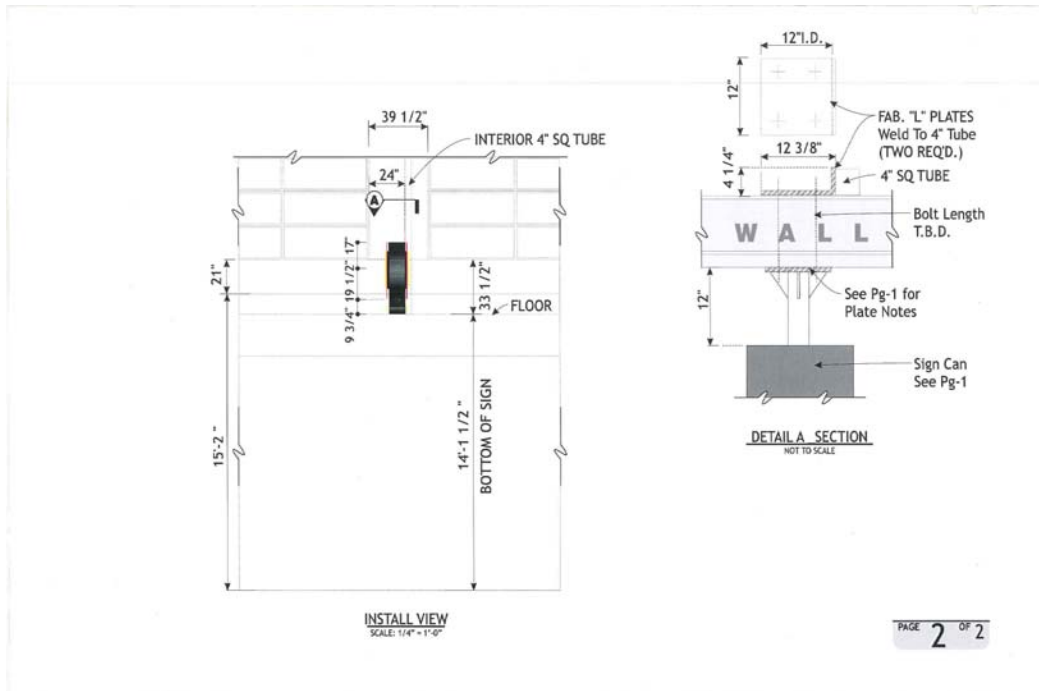 39 1/2"
INTERIOR 4" SQ TUBE
24"
A
17"
19 1/2"
9 3/4"
21"
33 1/2"
FLOOR
15'-2 "
14'-1 1/2 "
BOTTOM OF SIGN
INSTALL VIEW
SCALE: 1/4" = 1'-0"
12"I.D.
12"
FAB. "L" PLATES
Weld To 4" Tube
(TWO REQ'D.)
12 3/8"
4 1/4"
4" SQ TUBE
WALL
Bolt Length
T.B.D.
12"
See Pg-1 for
Plate Notes
Sign Can
See Pg-1
DETAIL A SECTION
NOT TO SCALE
PAGE 2 OF 2